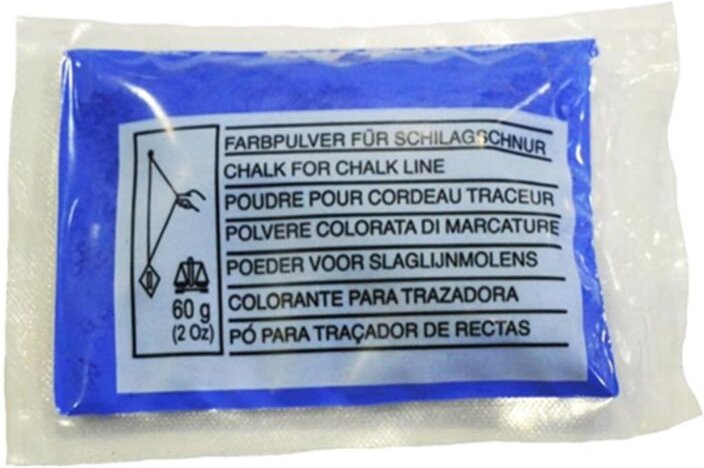 FARBPULVER FÜR SCHILAGSCHNUR
CHALK FOR CHALK LINE
POUDRE POUR CORDEAU TRACEUR
POLVERE COLORATA DI MARCATURE
POEDER VOOR SLAGLIJNMOLENS
COLORANTE PARA TRAZADORA
PÓ PARA TRAÇADOR DE RECTAS
60 g
(2 Oz)